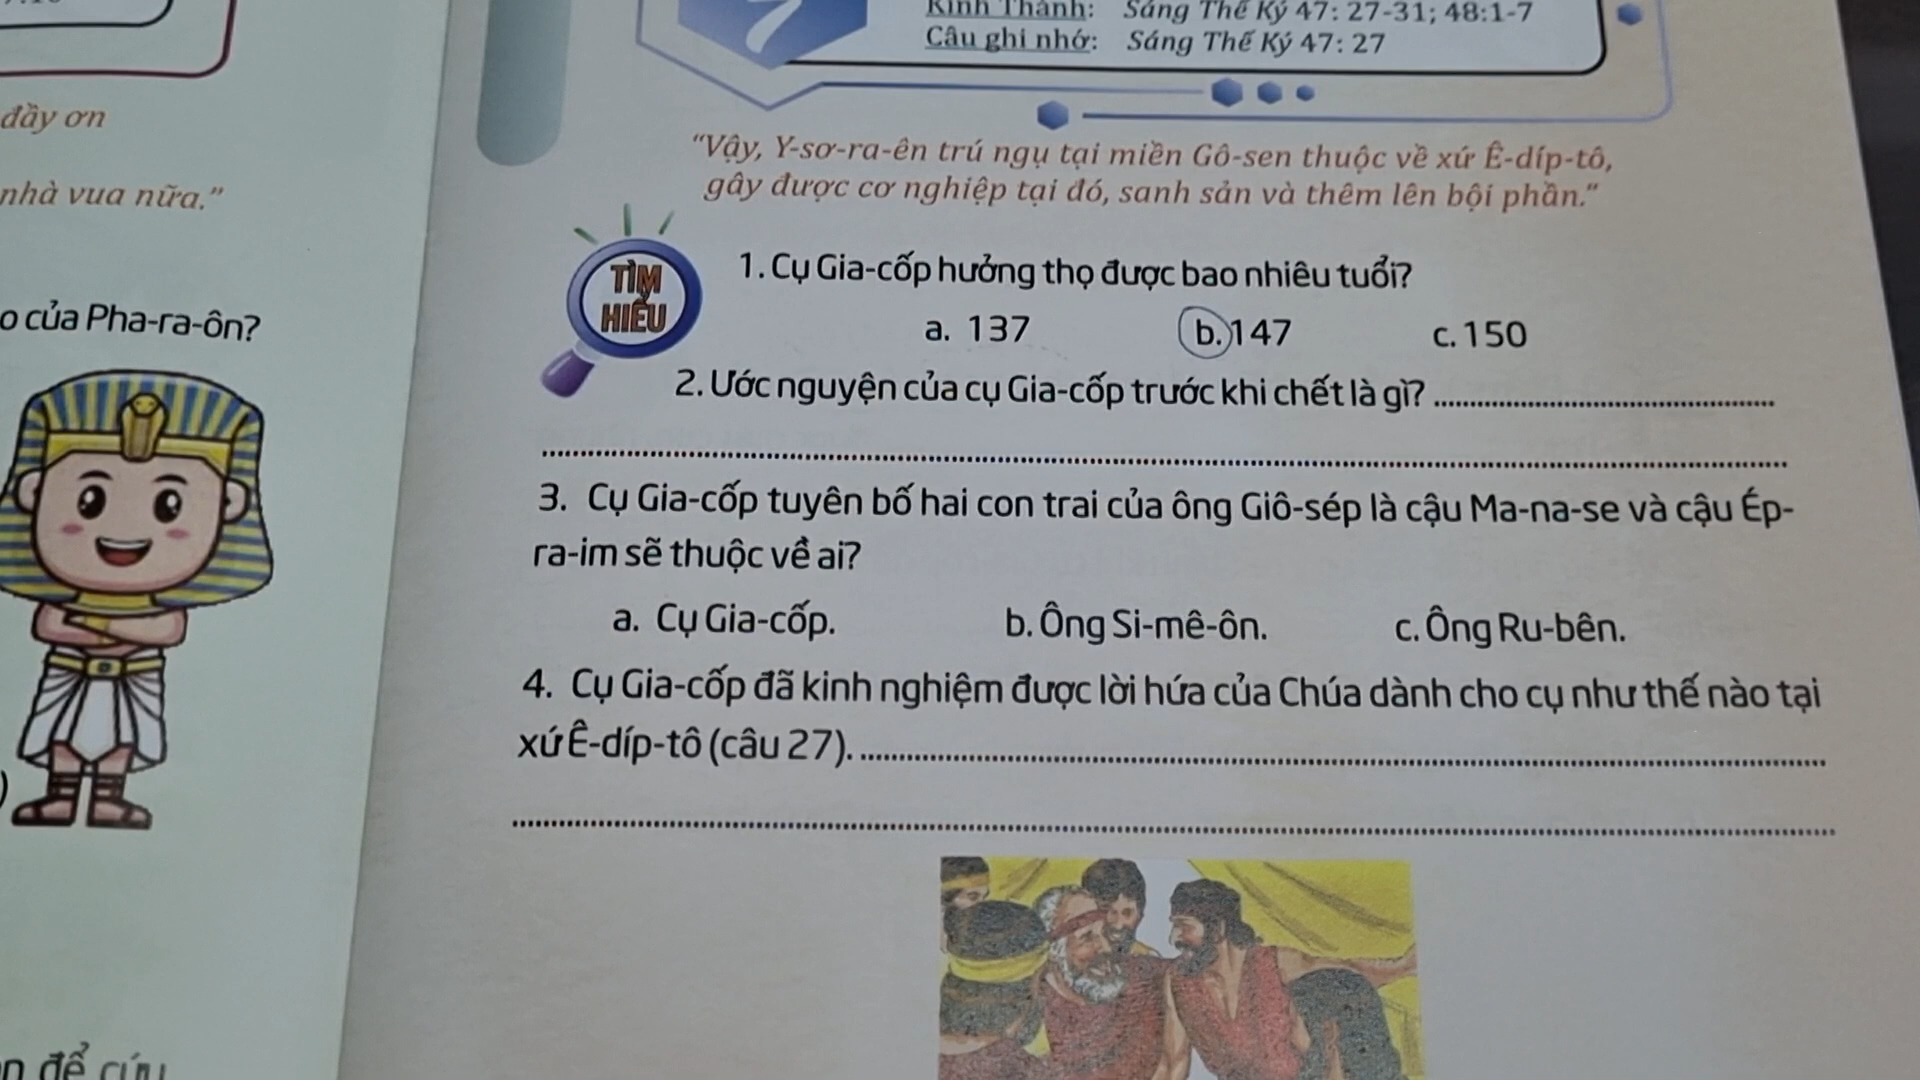 đầy ơn
nhà vua nữa.”
o của Pha-ra-ôn?
n để cứu
7
Kinh Thánh: Sáng Thế Ký 47: 27-31; 48:1-7
Câu ghi nhớ: Sáng Thế Ký 47: 27
“Vậy, Y-sơ-ra-ên trú ngụ tại miền Gô-sen thuộc về xứ Ê-díp-tô,
gây được cơ nghiệp tại đó, sanh sản và thêm lên bội phần.”
TÌM
HIỂU
1. Cụ Gia-cốp hưởng thọ được bao nhiêu tuổi?
a. 137 b. 147 c. 150
2. Ước nguyện của cụ Gia-cốp trước khi chết là gì?
3. Cụ Gia-cốp tuyên bố hai con trai của ông Giô-sép là cậu Ma-na-se và cậu Ép-
ra-im sẽ thuộc về ai?
a. Cụ Gia-cốp. b. Ông Si-mê-ôn. c. Ông Ru-bên.
4. Cụ Gia-cốp đã kinh nghiệm được lời hứa của Chúa dành cho cụ như thế nào tại
xứ Ê-díp-tô (câu 27).